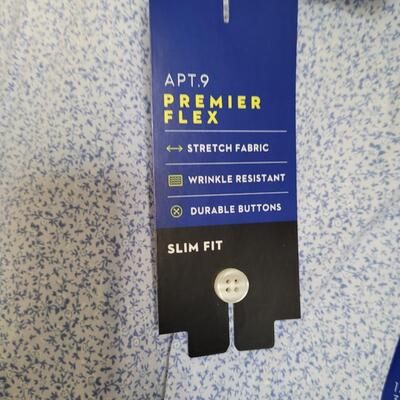 APT.9
PREMIER
FLEX
STRETCH FABRIC
WRINKLE RESISTANT
DURABLE BUTTONS
SLIM FIT